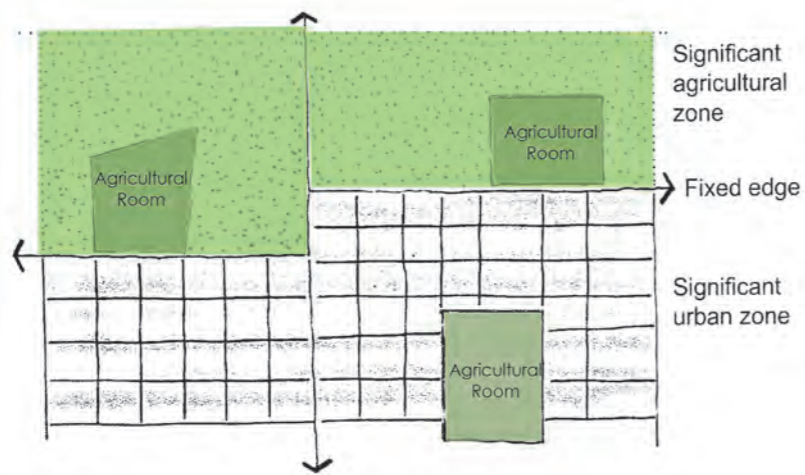 Significant
agricultural
zone
Agricultural
Room
Agricultural
Room
Fixed edge
Significant
urban zone
Agricultural
Room